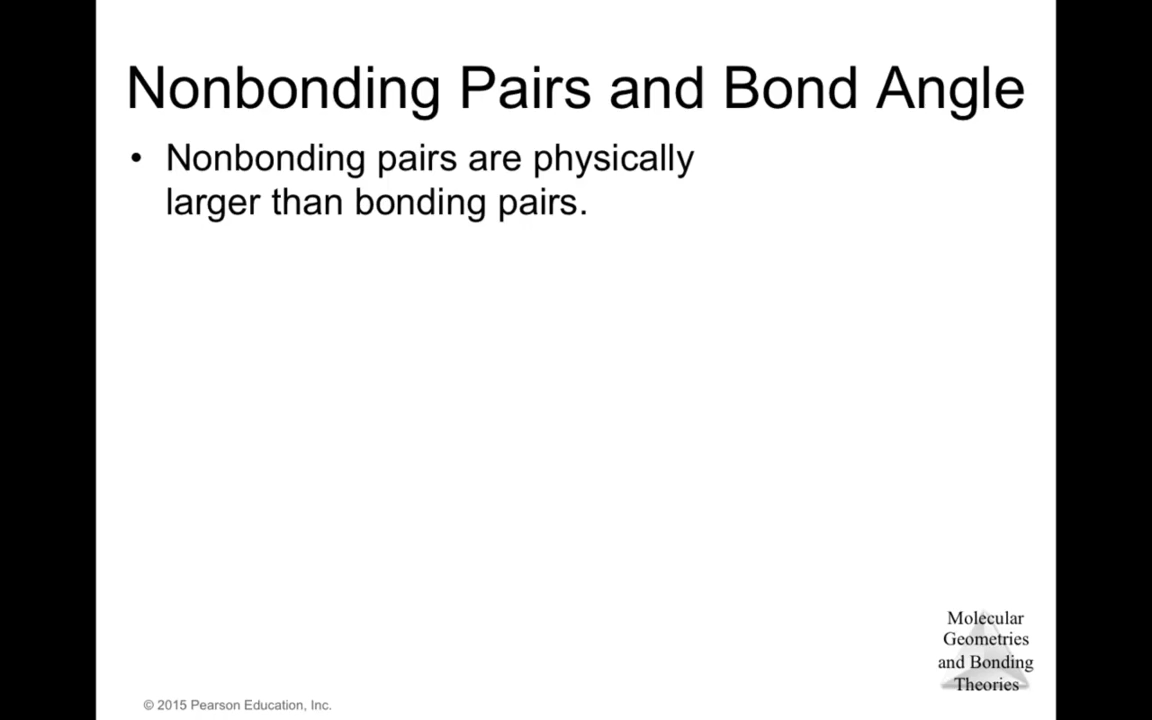 Nonbonding Pairs and Bond Angle
• Nonbonding pairs are physically
larger than bonding pairs.
Molecular
Geometries
and Bonding
Theories
© 2015 Pearson Education, Inc.